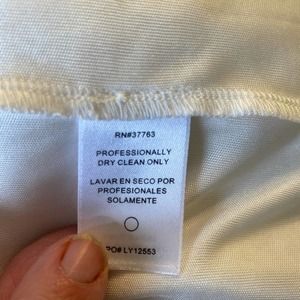 RN#37763
PROFESSIONALLY
DRY CLEAN ONLY
LAVAR EN SECO POR
PROFESIONALES
SOLAMENTE
PO# LY12553